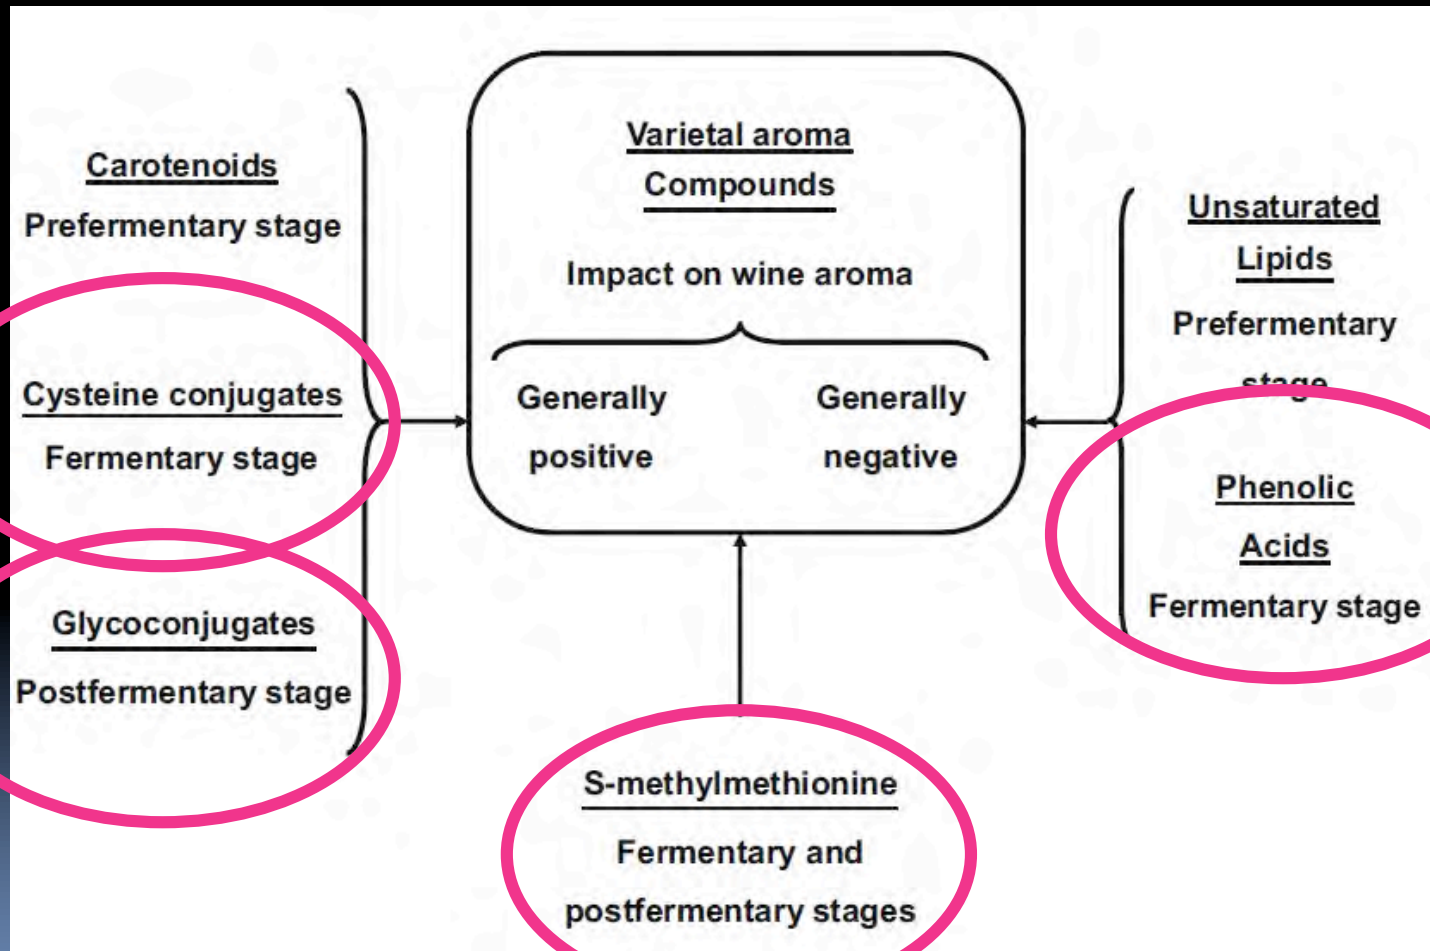 Carotenoids
Prefermentary stage
Cysteine conjugates
Fermentary stage
Glycoconjugates
Postfermentary stage
Varietal aroma
Compounds
Impact on wine aroma
Generally
positive
Generally
negative
S-methylmethionine
Fermentary and
postfermentary stages
Unsaturated
Lipids
Prefermentary
stage
Phenolic
Acids
Fermentary stage